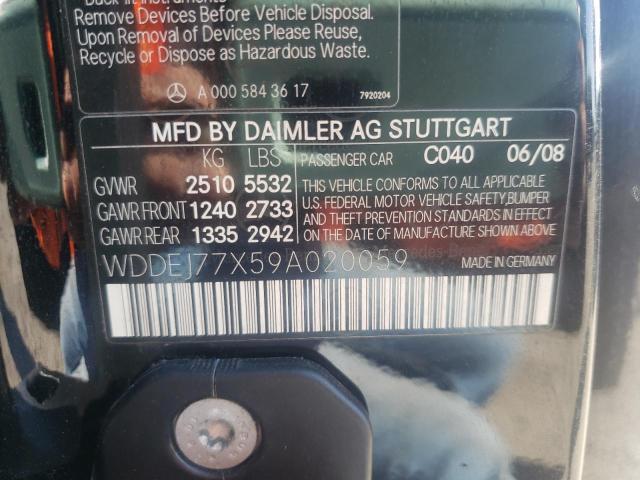 Remove Devices Before Vehicle Disposal.
Upon Removal of Devices Please Reuse,
Recycle or Dispose as Hazardous Waste.
A 000 584 36 17 7920204
MFD BY DAIMLER AG STUTTGART
KG LBS PASSENGER CAR C040 06/08
GVWR 2510 5532
GAWR FRONT 1240 2733
GAWR REAR 1335 2942
THIS VEHICLE CONFORMS TO ALL APPLICABLE
U.S. FEDERAL MOTOR VEHICLE SAFETY,BUMPER
AND THEFT PREVENTION STANDARDS IN EFFECT
ON THE DATE OF MANUFACTURE SHOWN ABOVE
WDDEJ77X59A020059
MADE IN GERMANY